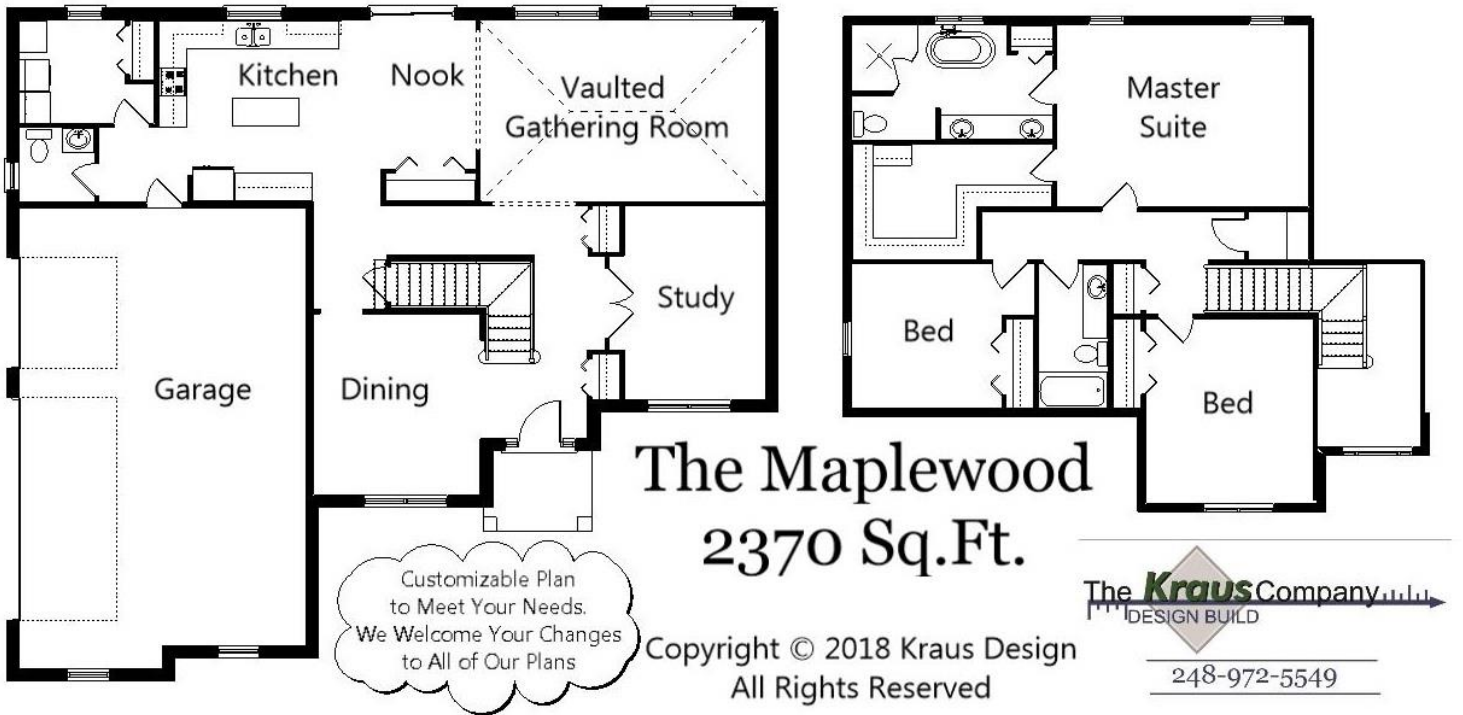 Kitchen
Nook
Vaulted
Gathering Room
Study
Garage
Dining
Master
Suite
Bed
Bed
The Maplewood
2370 Sq.Ft.
Customizable Plan
to Meet Your Needs.
We Welcome Your Changes
to All of Our Plans
Copyright © 2018 Kraus Design
All Rights Reserved
The Kraus Company
DESIGN BUILD
248-972-5549